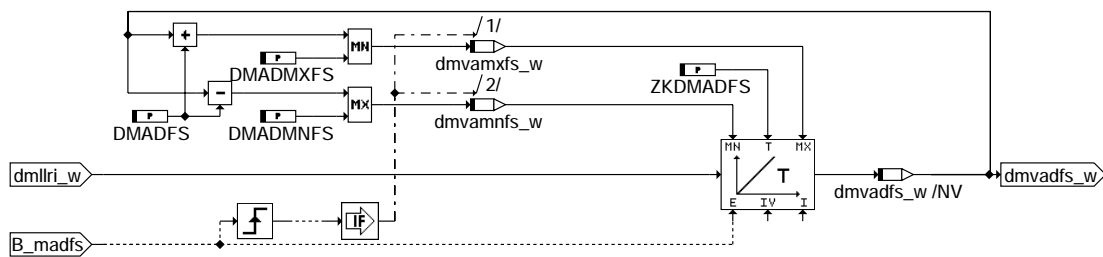 / 1/
+
MN
P
DMADMXFS
dmvamxfs_w
P
ZKDMADFS
/ 2/
-
MX
P
DMADFS
P
DMADMNFS
dmvamnfs_w
MN T MX
T
E IV I
dmllri_w
dmvadfs_w /NV
dmvadfs_w
IF
B_madfs